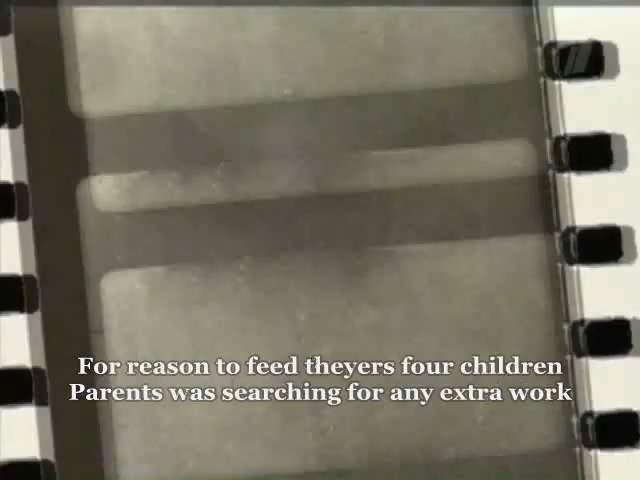 For reason to feed theyers four children
Parents was searching for any extra work